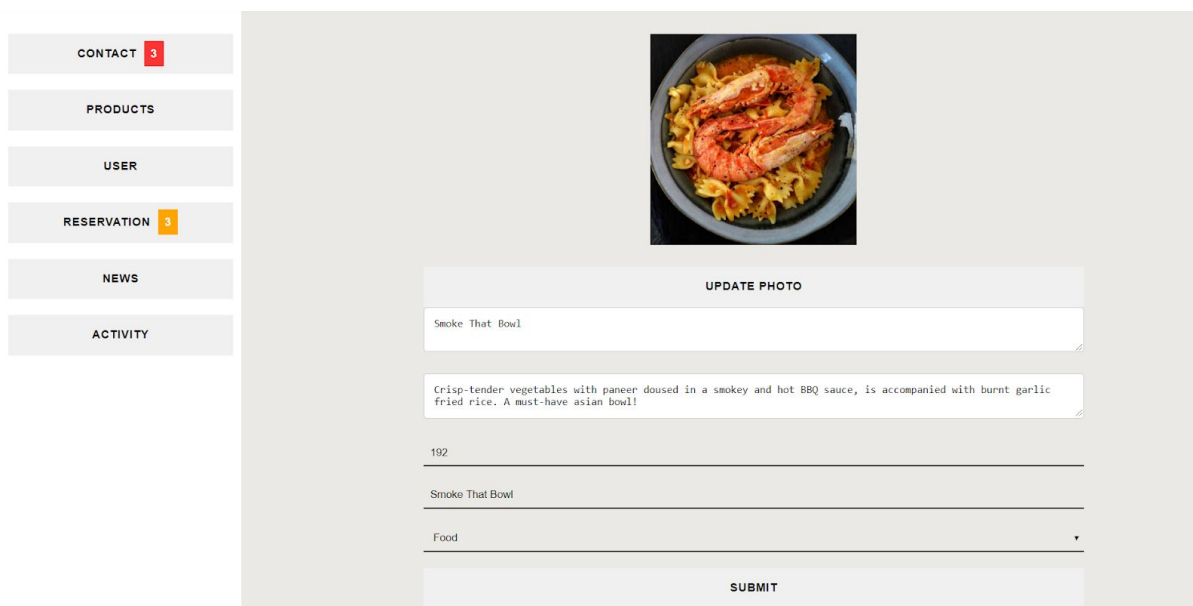 CONTACT 3
PRODUCTS
USER
RESERVATION 3
NEWS
ACTIVITY
UPDATE PHOTO
Smoke That Bowl
Crisp-tender vegetables with paneer doused in a smokey and hot BBQ sauce, is accompanied with burnt garlic
fried rice. A must-have asian bowl!
192
Smoke That Bowl
Food
SUBMIT